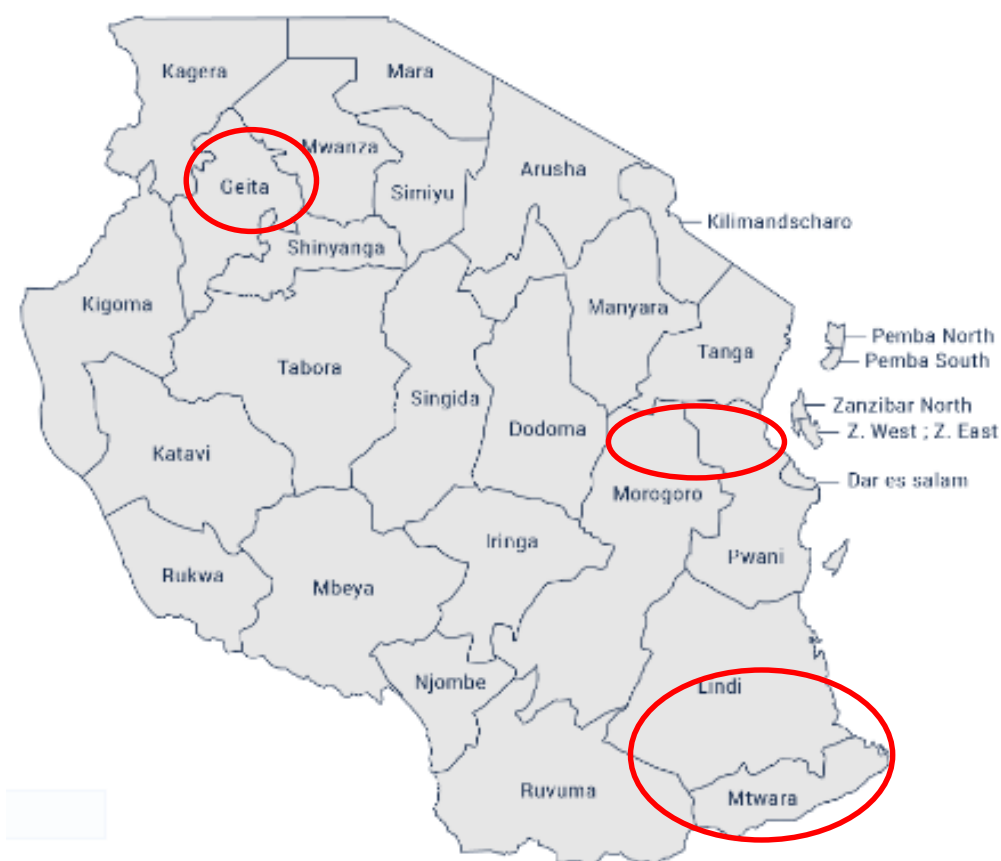 Kagera
Mara
Mwanza
Geita
Simiyu
Arusha
Kilimandscharo
Shinyanga
Kigoma
Manyara
Tanga
Pemba North
Pemba South
Tabora
Singida
Dodoma
Zanzibar North
Z. West ; Z. East
Katavi
Morogoro
Dar es salam
Iringa
Pwani
Rukwa
Mbeya
Njombe
Lindi
Ruvuma
Mtwara